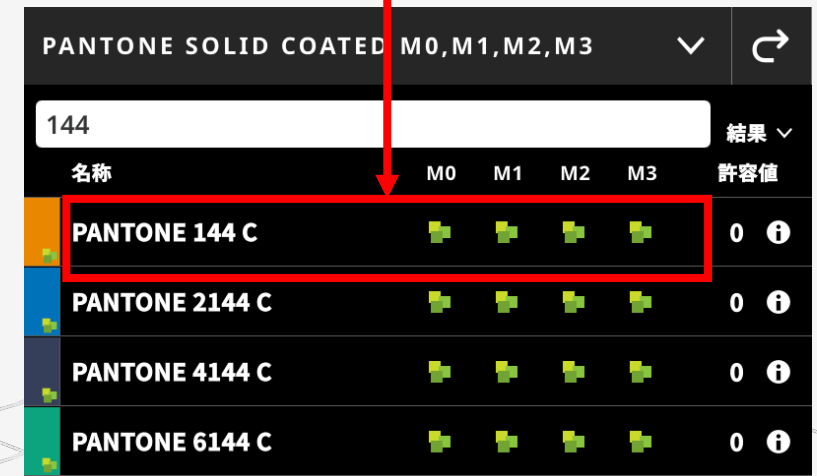 PANTONE SOLID COATED M0,M1,M2,M3
144
結果
名称 M0 M1 M2 M3 許容値
PANTONE 144 C 0
PANTONE 2144 C 0
PANTONE 4144 C 0
PANTONE 6144 C 0